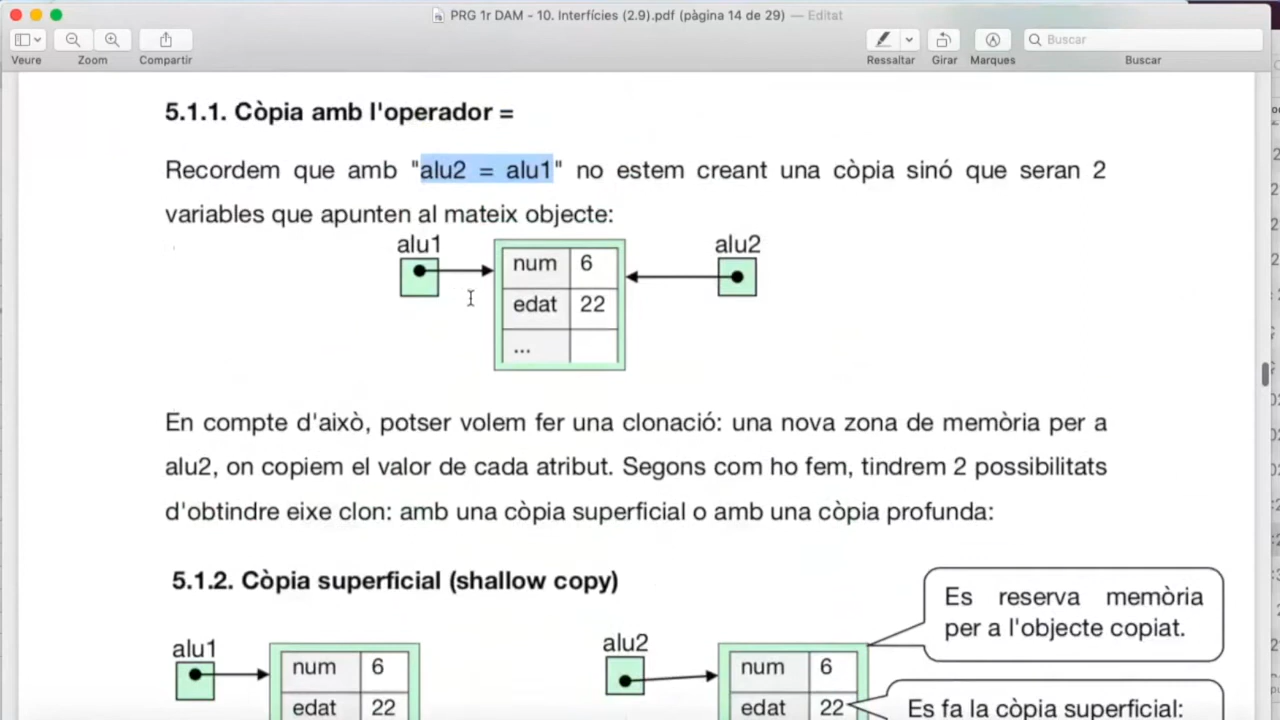 PRG 1r DAM - 10. Interfícies (2.9).pdf (pàgina 14 de 29) — Editat
Veure
Zoom
Compartir
Ressaltar
Girar
Marques
Buscar
Buscar
5.1.1. Còpia amb l'operador =
Recordem que amb "alu2 = alu1" no estem creant una còpia sinó que seran 2
variables que apunten al mateix objecte:
alu1
alu2
num 6
edat 22
...
En compte d'això, potser volem fer una clonació: una nova zona de memòria per a
alu2, on copiem el valor de cada atribut. Segons com ho fem, tindrem 2 possibilitats
d'obtindre eixe clon: amb una còpia superficial o amb una còpia profunda:
5.1.2. Còpia superficial (shallow copy)
Es reserva memòria
per a l'objecte copiat.
alu1
num 6
edat 22
alu2
num 6
edat 22
Es fa la còpia superficial: